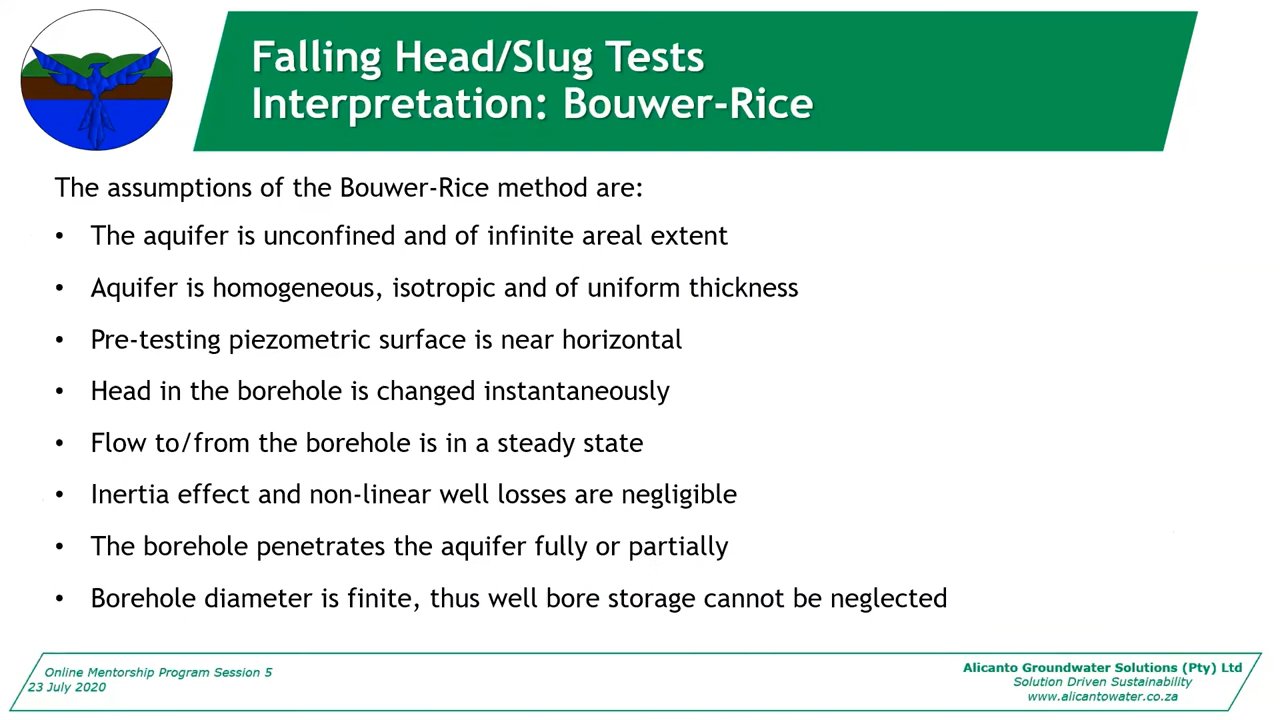 Falling Head/Slug Tests
Interpretation: Bouwer-Rice
The assumptions of the Bouwer-Rice method are:
• The aquifer is unconfined and of infinite areal extent
• Aquifer is homogeneous, isotropic and of uniform thickness
• Pre-testing piezometric surface is near horizontal
• Head in the borehole is changed instantaneously
• Flow to/from the borehole is in a steady state
• Inertia effect and non-linear well losses are negligible
• The borehole penetrates the aquifer fully or partially
• Borehole diameter is finite, thus well bore storage cannot be neglected
Online Mentorship Program Session 5
23 July 2020
Alicanto Groundwater Solutions (Pty) Ltd
Solution Driven Sustainability
www.alicantowater.co.za